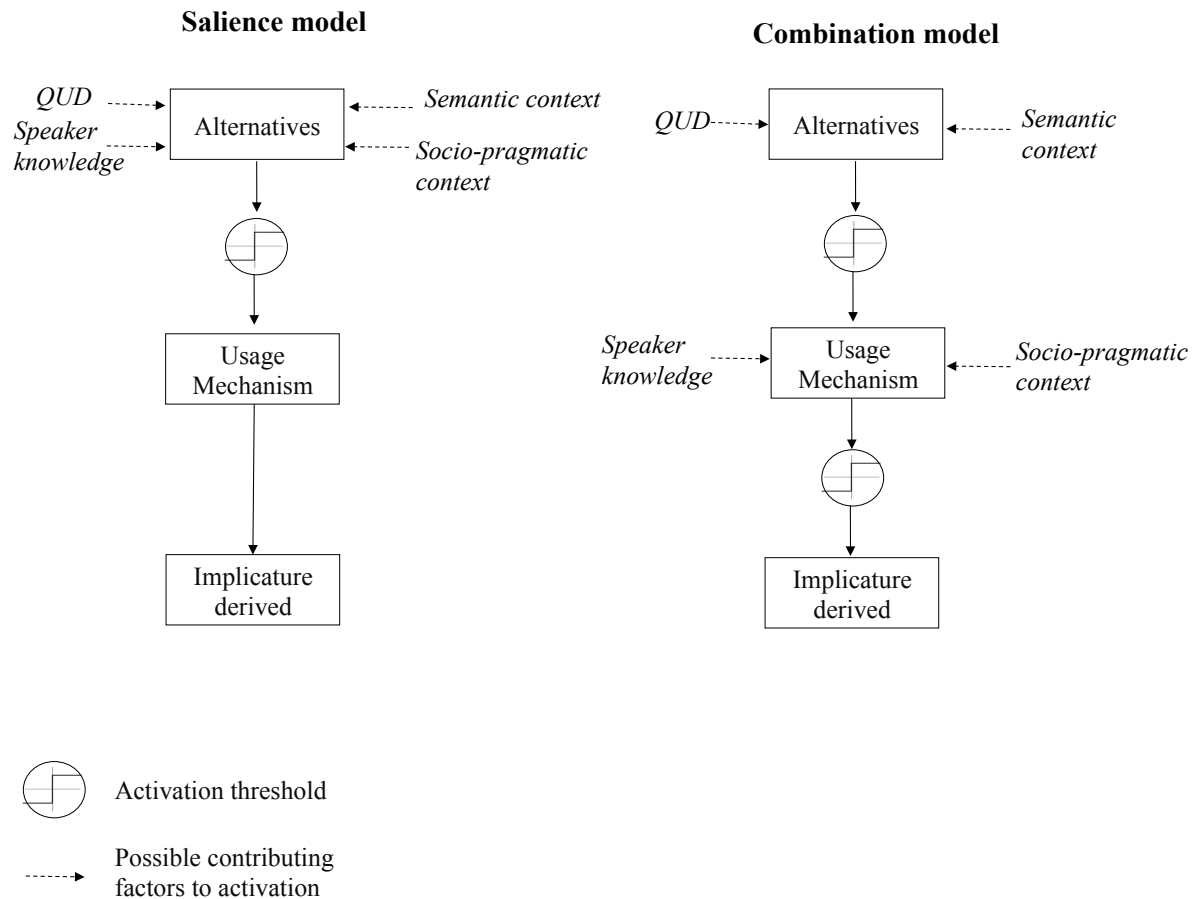 Salience model
QUD
Speaker
knowledge
Alternatives
Semantic context
Socio-pragmatic
context
Usage
Mechanism
Implicature
derived
Combination model
QUD
Alternatives
Semantic
context
Speaker
knowledge
Usage
Mechanism
Socio-pragmatic
context
Implicature
derived
Activation threshold
Possible contributing
factors to activation